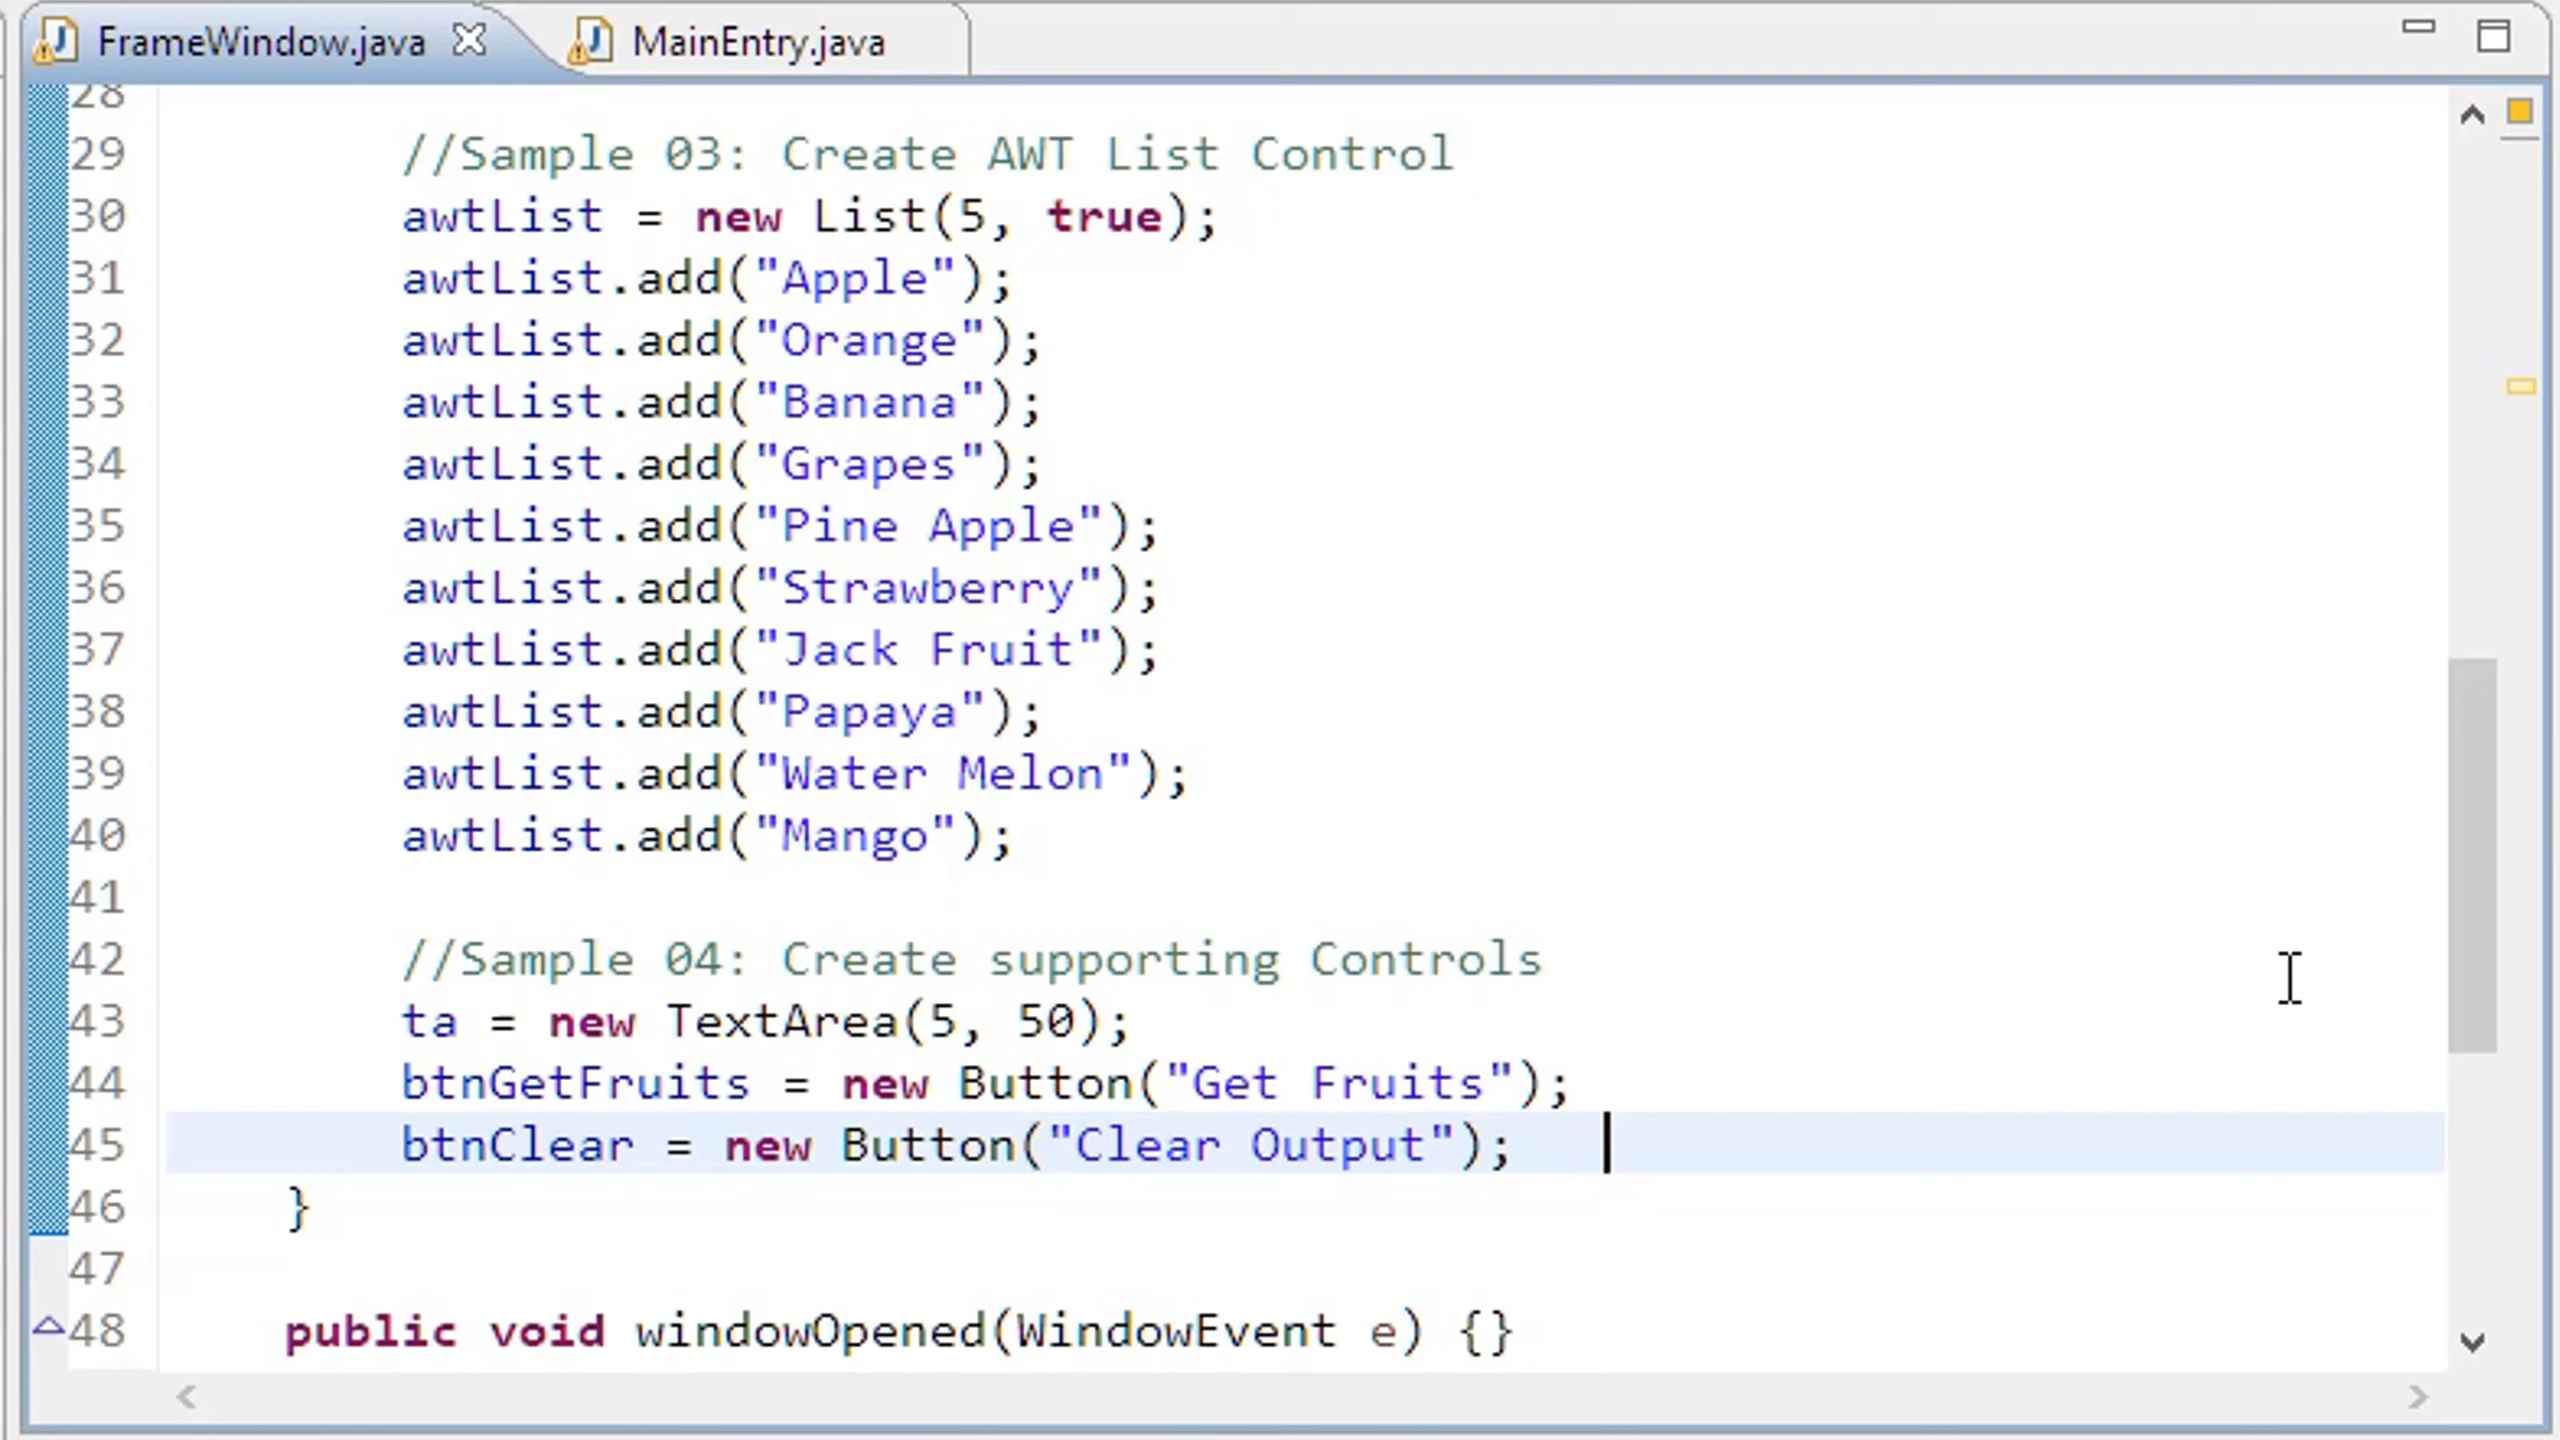 FrameWindow.java
MainEntry.java
28
29 //Sample 03: Create AWT List Control
30 awtList = new List(5, true);
31 awtList.add("Apple");
32 awtList.add("Orange");
33 awtList.add("Banana");
34 awtList.add("Grapes");
35 awtList.add("Pine Apple");
36 awtList.add("Strawberry");
37 awtList.add("Jack Fruit");
38 awtList.add("Papaya");
39 awtList.add("Water Melon");
40 awtList.add("Mango");
41
42 //Sample 04: Create supporting Controls
43 ta = new TextArea(5, 50);
44 btnGetFruits = new Button("Get Fruits");
45 btnClear = new Button("Clear Output");
46 }
47
48 public void windowOpened(WindowEvent e) {}